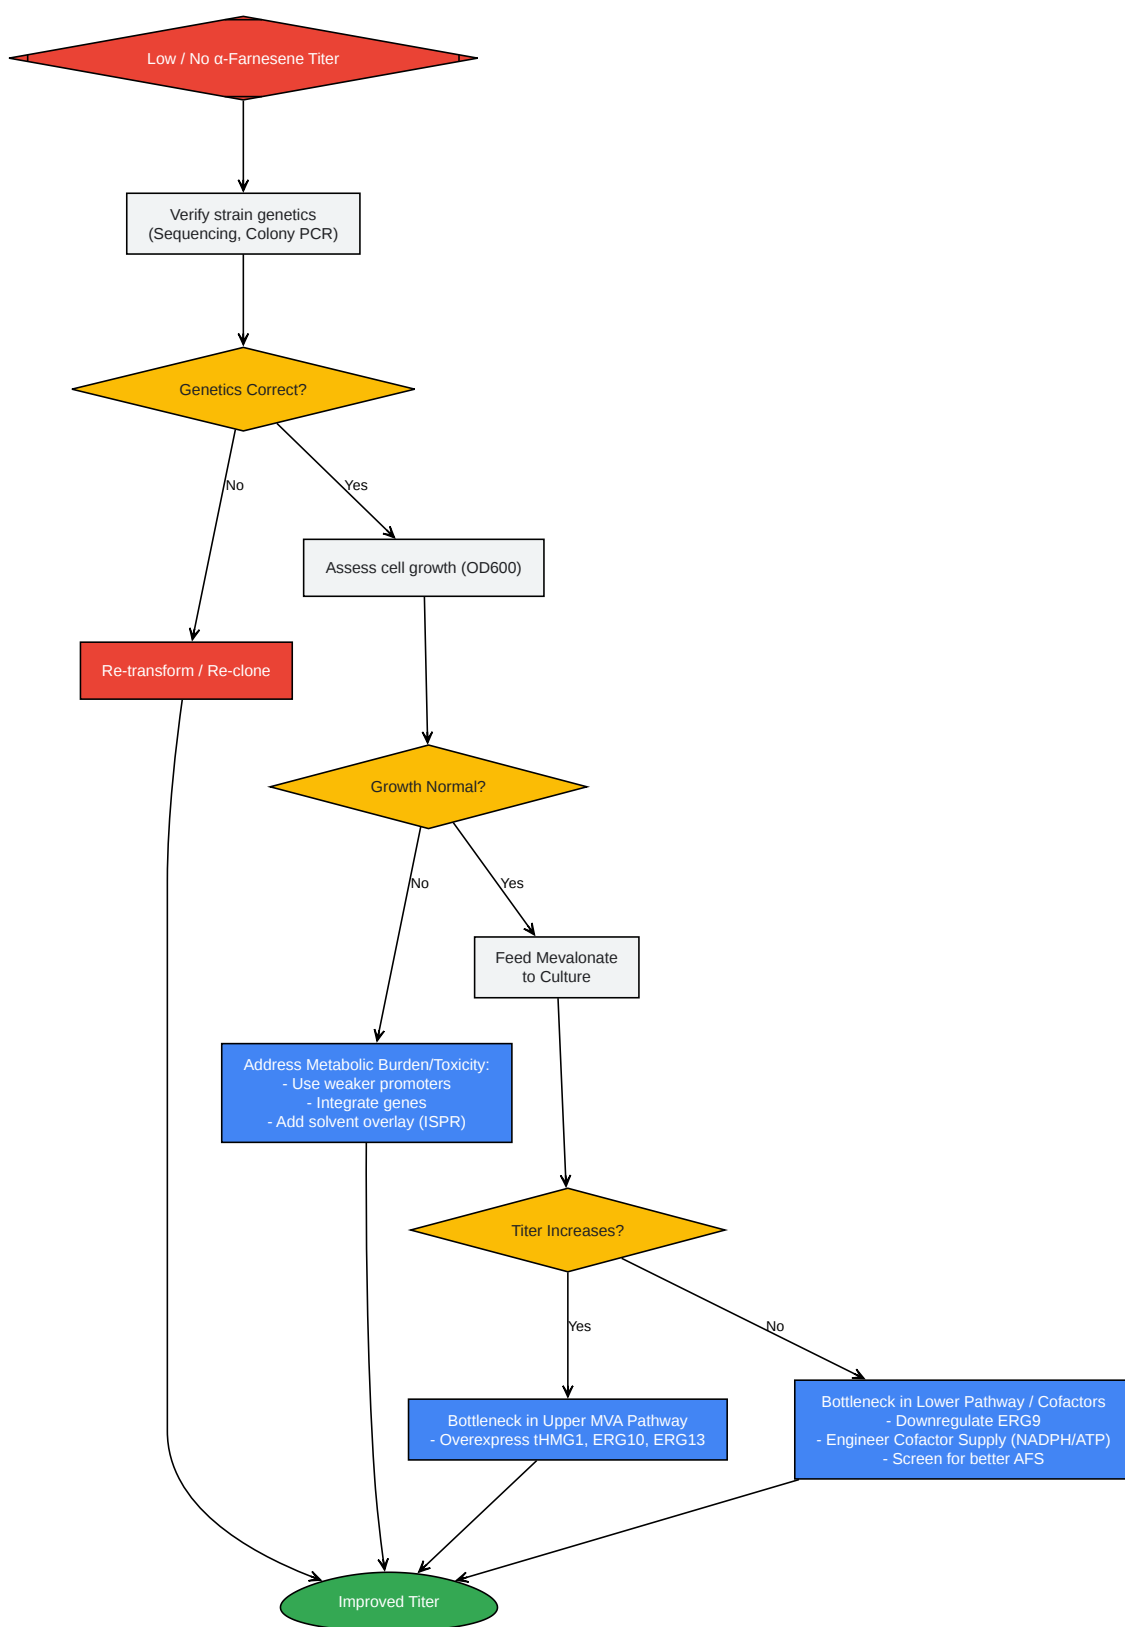 Low / No α-Farnesene Titer
Verify strain genetics
(Sequencing, Colony PCR)
Genetics Correct?
No
Yes
Assess cell growth (OD600)
Re-transform / Re-clone
Growth Normal?
No
Yes
Feed Mevalonate
to Culture
Address Metabolic Burden/Toxicity:
- Use weaker promoters
- Integrate genes
- Add solvent overlay (ISPR)
Titer Increases?
Yes
No
Bottleneck in Upper MVA Pathway
- Overexpress tHMG1, ERG10, ERG13
Bottleneck in Lower Pathway / Cofactors
- Downregulate ERG9
- Engineer Cofactor Supply (NADPH/ATP)
- Screen for better AFS
Improved Titer